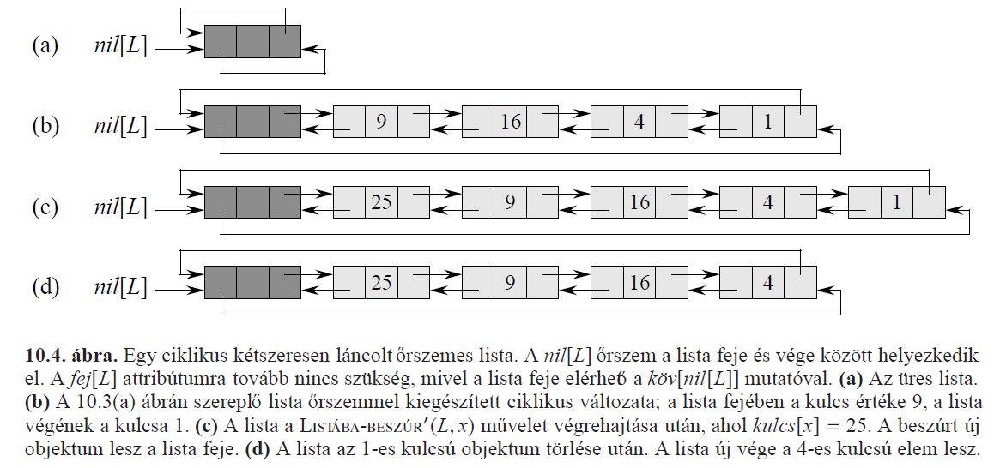 (a) nil[L]
(b) nil[L] 9 16 4 1
(c) nil[L] 25 9 16 4 1
(d) nil[L] 25 9 16 4
10.4. ábra. Egy ciklikus kétszeresen láncolt őrszemes lista. A nil[L] őrszem a lista feje és vége között helyezkedik
el. A fej[L] attribútumra tovább nincs szükség, mivel a lista feje elérhető a köv[nil[L]] mutatóval. (a) Az üres lista.
(b) A 10.3(a) ábrán szereplő lista őrszemmel kiegészített ciklikus változata; a lista fejében a kulcs értéke 9, a lista
végének a kulcsa 1. (c) A lista a LISTÁBA-BESZÚR′(L, x) művelet végrehajtása után, ahol kulcs[x] = 25. A beszúrt új
objektum lesz a lista feje. (d) A lista az 1-es kulcsú objektum törlése után. A lista új vége a 4-es kulcsú elem lesz.